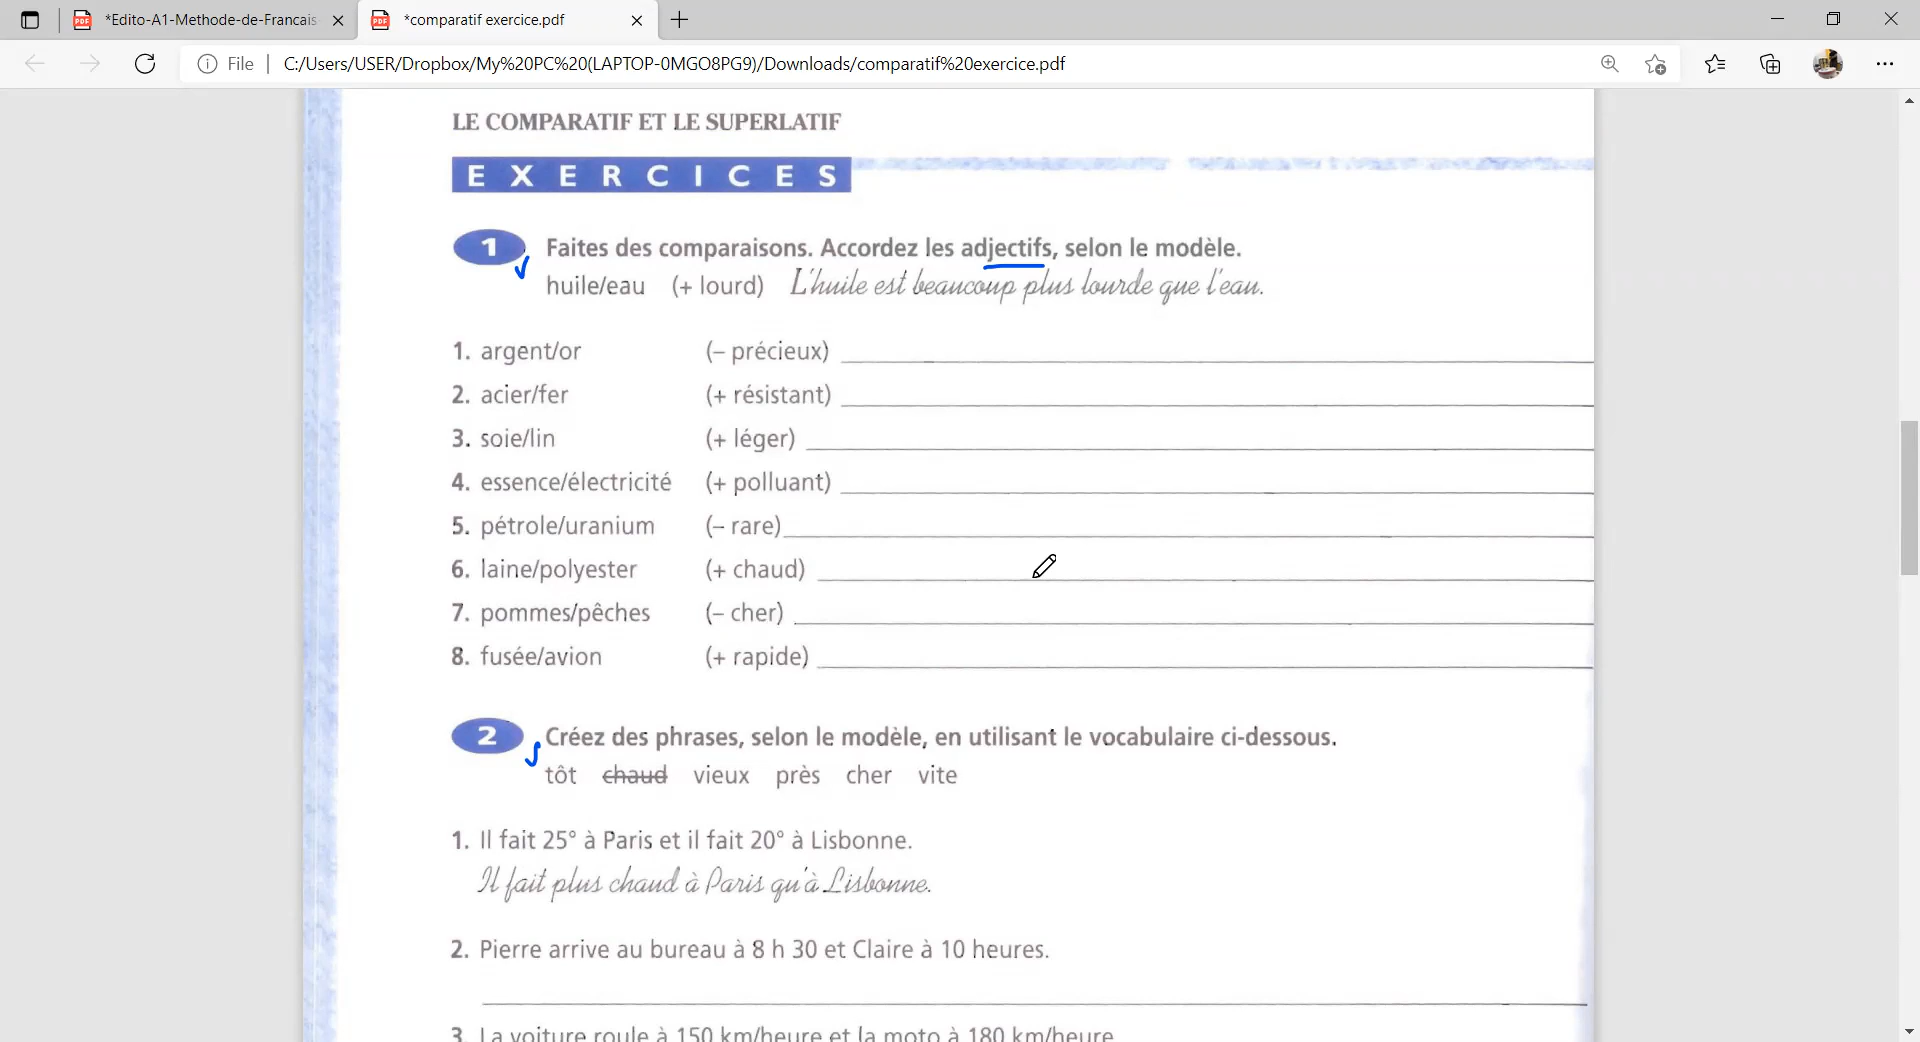 *Edito-A1-Methode-de-Francais
*comparatif exercice.pdf
File
C:/Users/USER/Dropbox/My%20PC%20(LAPTOP-0MGO8PG9)/Downloads/comparatif%20exercice.pdf
LE COMPARATIF ET LE SUPERLATIF
EXERCICES
1 Faites des comparaisons. Accordez les adjectifs, selon le modèle.
huile/eau (+ lourd) L'huile est beaucoup plus lourde que l'eau.
1. argent/or (– précieux)
2. acier/fer (+ résistant)
3. soie/lin (+ léger)
4. essence/électricité (+ polluant)
5. pétrole/uranium (– rare)
6. laine/polyester (+ chaud)
7. pommes/pêches (– cher)
8. fusée/avion (+ rapide)
2 Créez des phrases, selon le modèle, en utilisant le vocabulaire ci-dessous.
tôt chaud vieux près cher vite
1. Il fait 25° à Paris et il fait 20° à Lisbonne.
Il fait plus chaud à Paris qu'à Lisbonne.
2. Pierre arrive au bureau à 8 h 30 et Claire à 10 heures.
3. La voiture roule à 150 km/heure et la moto à 180 km/heure